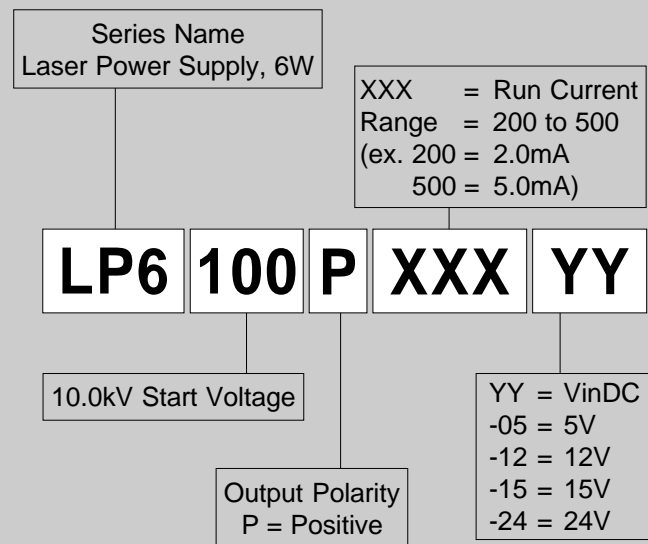 Series Name
Laser Power Supply, 6W
XXX = Run Current
Range = 200 to 500
(ex. 200 = 2.0mA
500 = 5.0mA)
LP6 100 P XXX YY
10.0kV Start Voltage
YY = VinDC
-05 = 5V
-12 = 12V
-15 = 15V
-24 = 24V
Output Polarity
P = Positive